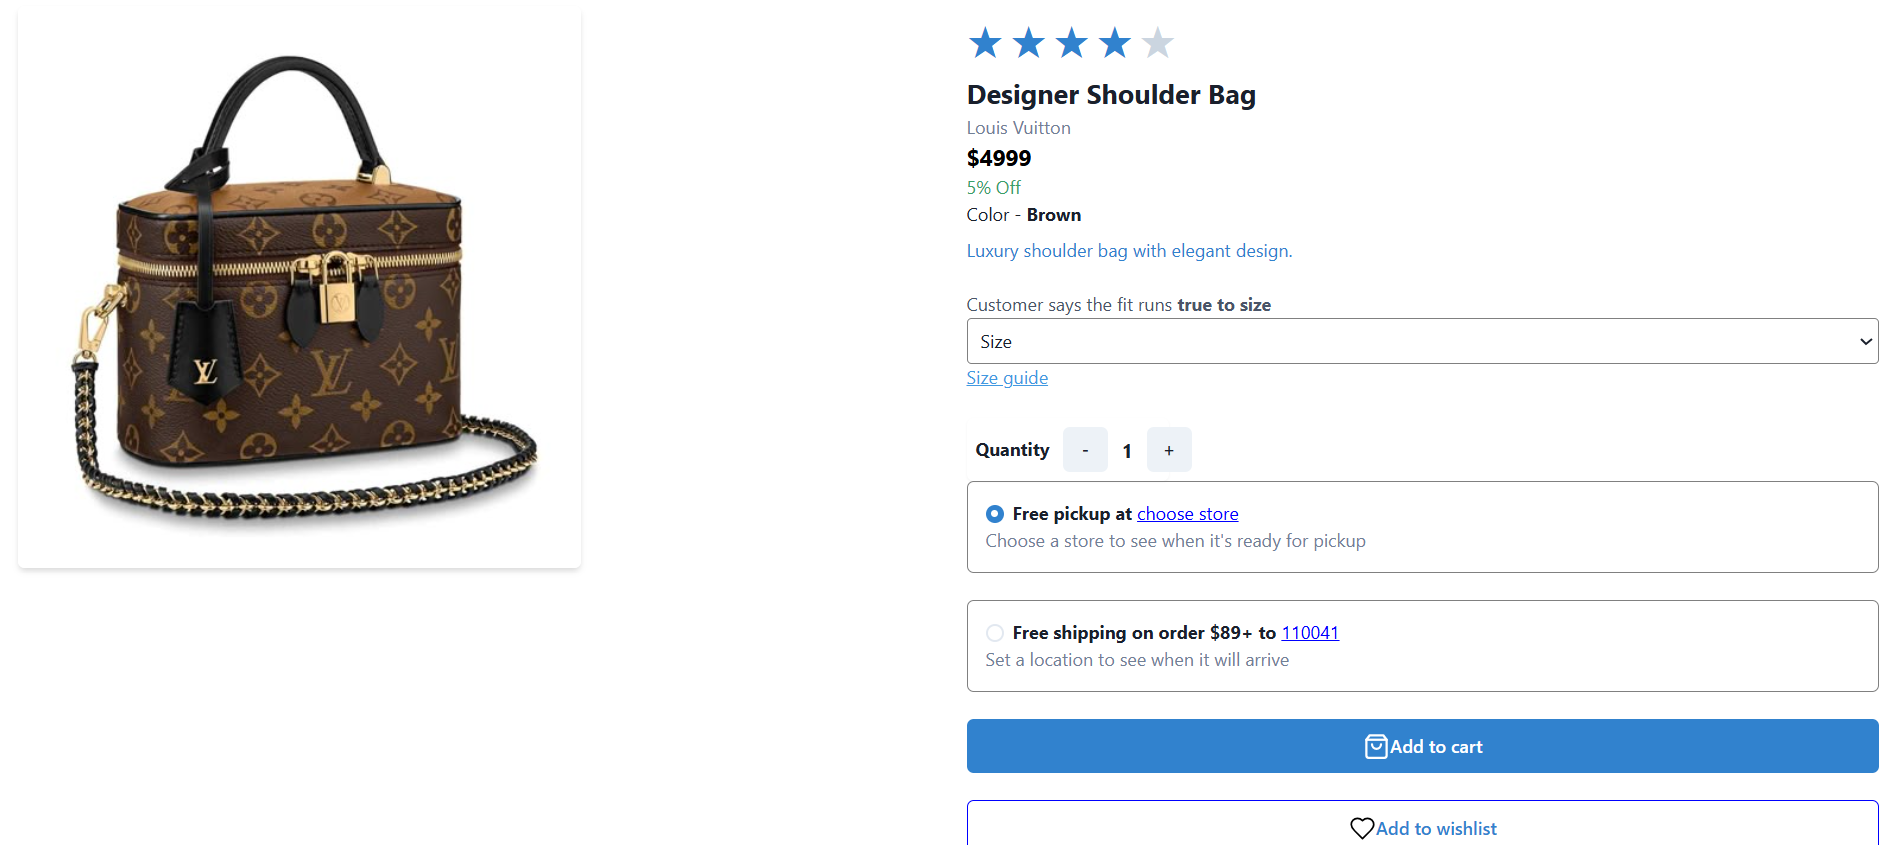 Designer Shoulder Bag
Louis Vuitton
$4999
5% Off
Color - Brown
Luxury shoulder bag with elegant design.
Customer says the fit runs true to size
Size
Size guide
Quantity - 1 +
Free pickup at choose store
Choose a store to see when it's ready for pickup
Free shipping on order $89+ to 110041
Set a location to see when it will arrive
Add to cart
Add to wishlist
LV